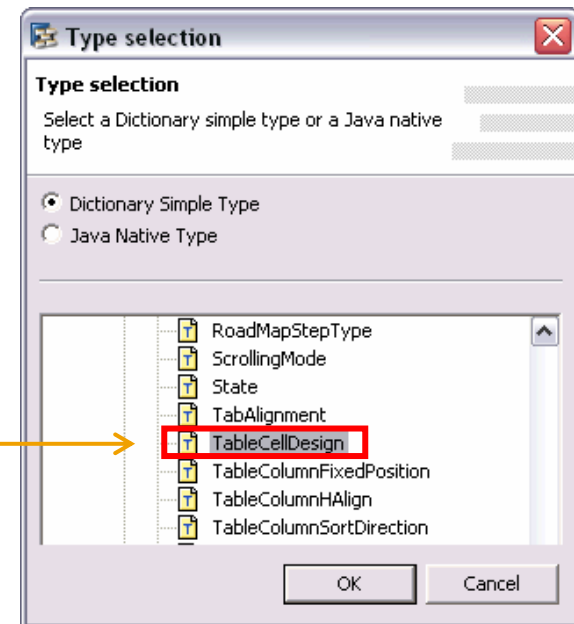 Type selection
Type selection
Select a Dictionary simple type or a Java native
type
Dictionary Simple Type
Java Native Type
RoadMapStepType
ScrollingMode
State
TabAlignment
TableCellDesign
TableColumnFixedPosition
TableColumnHAlign
TableColumnSortDirection
OK Cancel